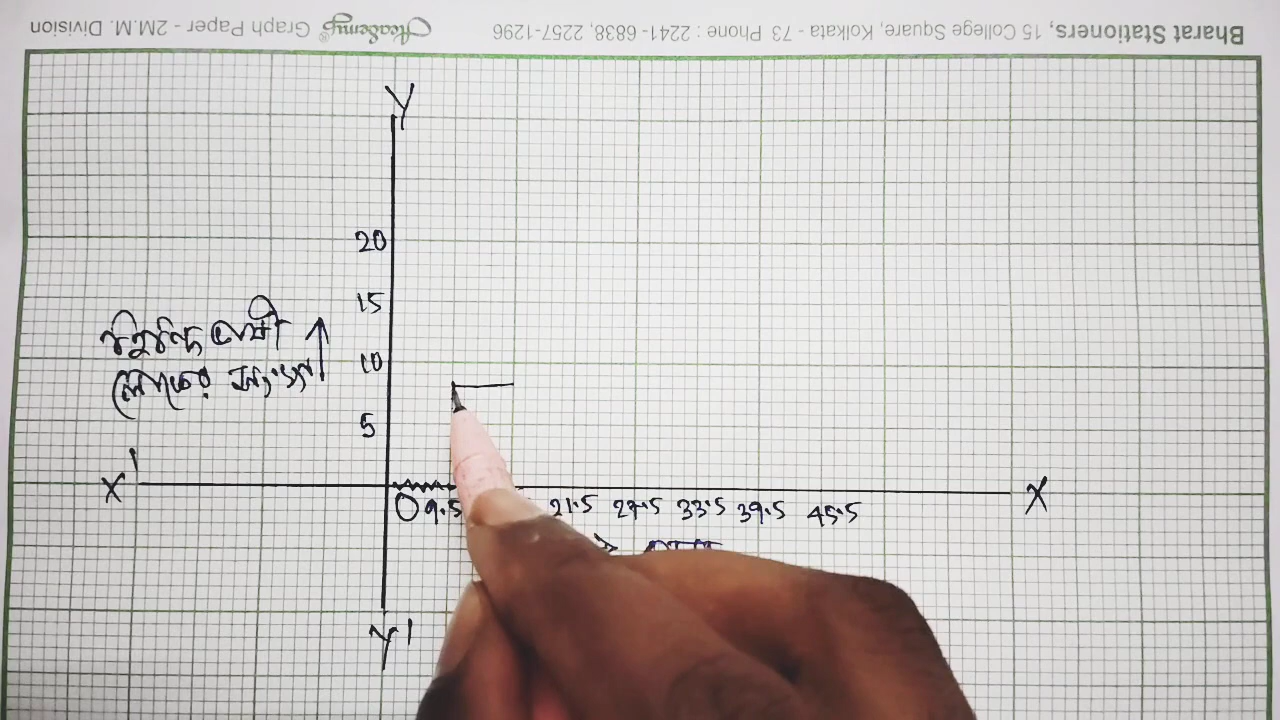 Bharat Stationers, 15 College Square, Kolkata - 73 Phone : 2241-6838, 2257-1296
Academy® Graph Paper - 2M.M. Division
Y
20
15
10
5
লোকের সংখ্যা
X'
O 9.5 21.5 27.5 33.5 39.5 45.5
X
Y'